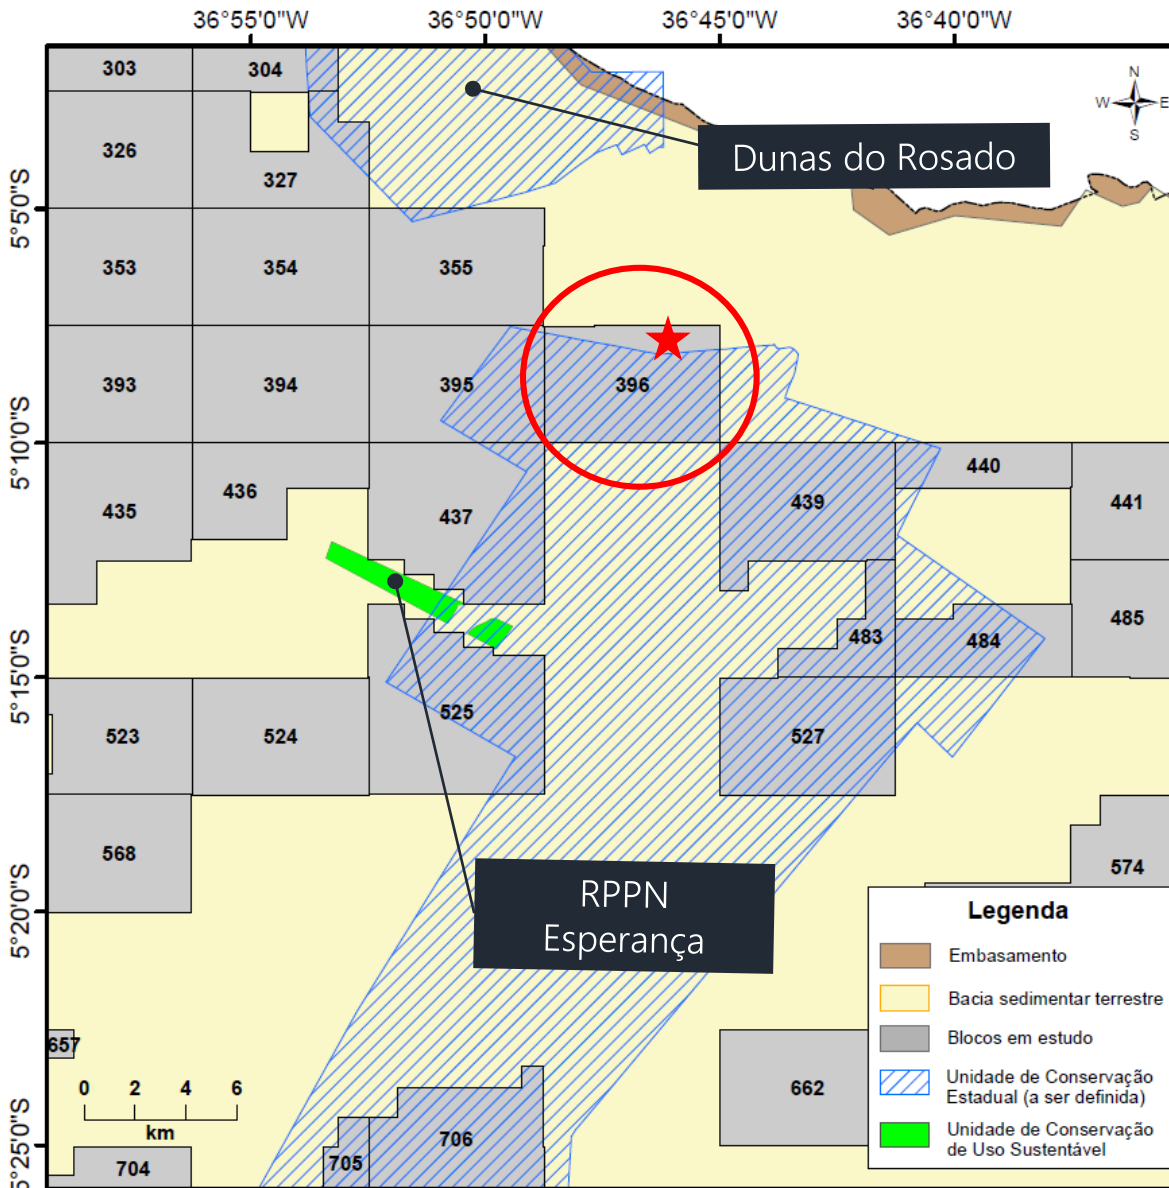 36°55'0"W 36°50'0"W 36°45'0"W 36°40'0"W
303 304
N
W E
S
326
Dunas do Rosado
327
5°50'0"S
353 354 355
393 394 395 396
5°10'0"S
440
436 439 441
435 437
485
483 484
5°15'0"S
525
523 524 527
568 574
RPPN
Esperança
5°20'0"S
Legenda
Embasamento
Bacia sedimentar terrestre
Blocos em estudo
Unidade de Conservação
Estadual (a ser definida)
Unidade de Conservação
de Uso Sustentável
657
662
0 2 4 6
km
706
705
704
5°25'0"S